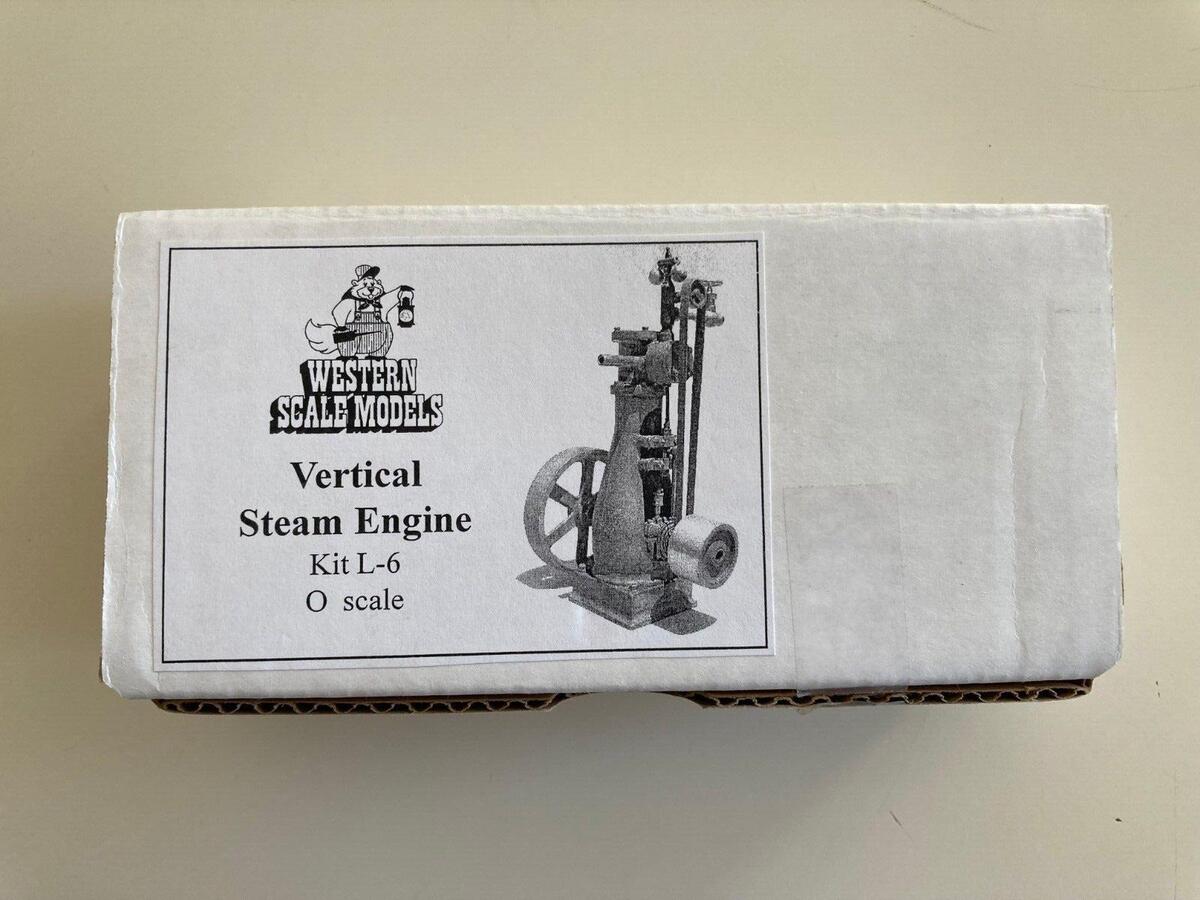 WESTERN
SCALE MODELS
Vertical
Steam Engine
Kit L-6
O scale